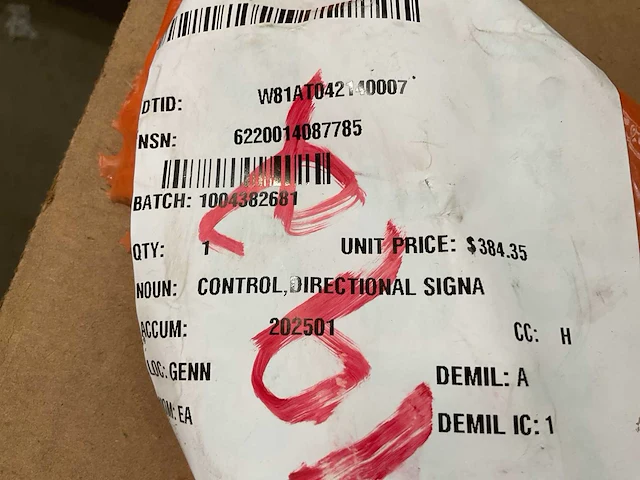 DTID: W81AT042140007
NSN: 6220014087785
BATCH: 1004382681
QTY: 1 UNIT PRICE: $384.35
NOUN: CONTROL,DIRECTIONAL SIGNA
ACCUM: 202501 CC: H
LOC: GENN DEMIL: A
EA DEMIL IC: 1